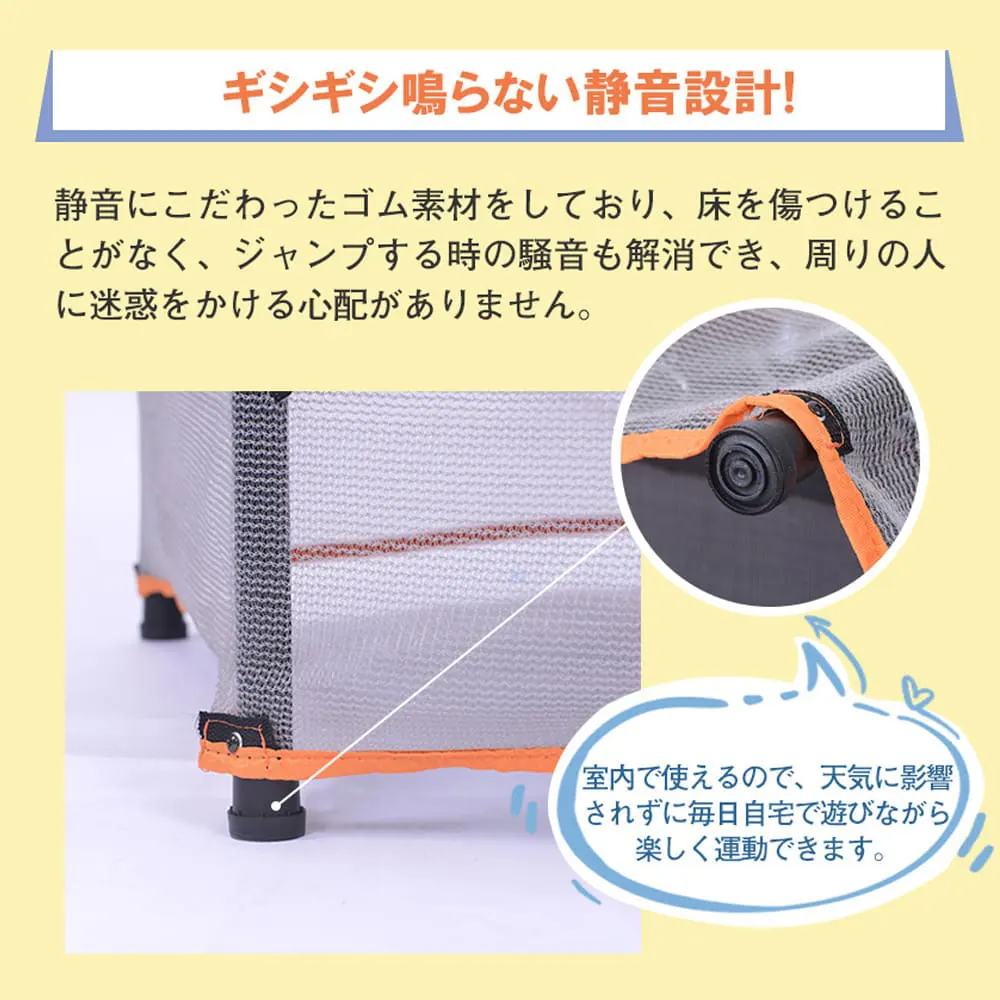 ギシギシ鳴らない静音設計!
静音にこだわったゴム素材をしており、床を傷つけるこ
とがなく、ジャンプする時の騒音も解消でき、周りの人
に迷惑をかける心配がありません。
室内で使えるので、天気に影響
されずに毎日自宅で遊びながら
楽しく運動できます。